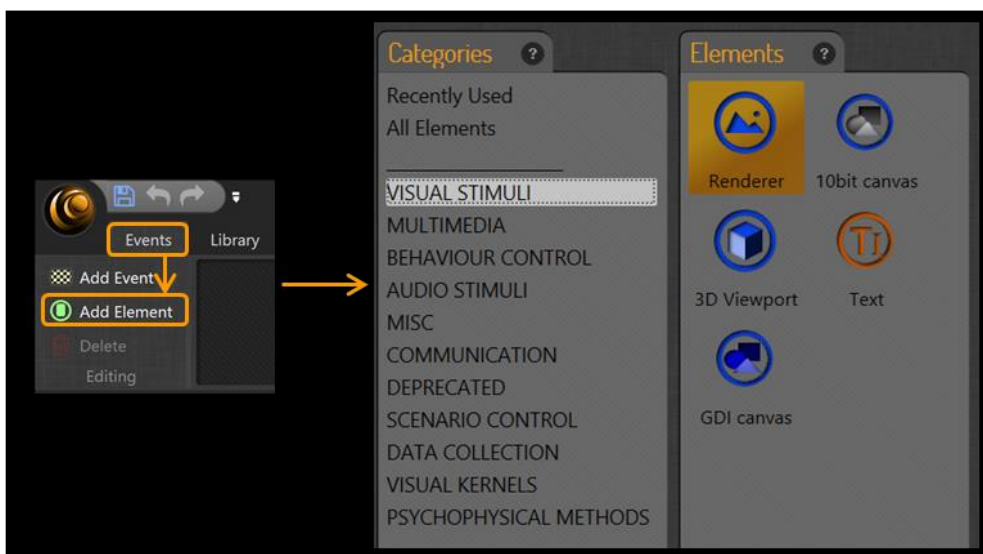 Events Library
Add Event
Add Element
Delete
Editing
Categories ?
Recently Used
All Elements
VISUAL STIMULI
MULTIMEDIA
BEHAVIOUR CONTROL
AUDIO STIMULI
MISC
COMMUNICATION
DEPRECATED
SCENARIO CONTROL
DATA COLLECTION
VISUAL KERNELS
PSYCHOPHYSICAL METHODS
Elements ?
Renderer 10bit canvas
3D Viewport Text
GDI canvas